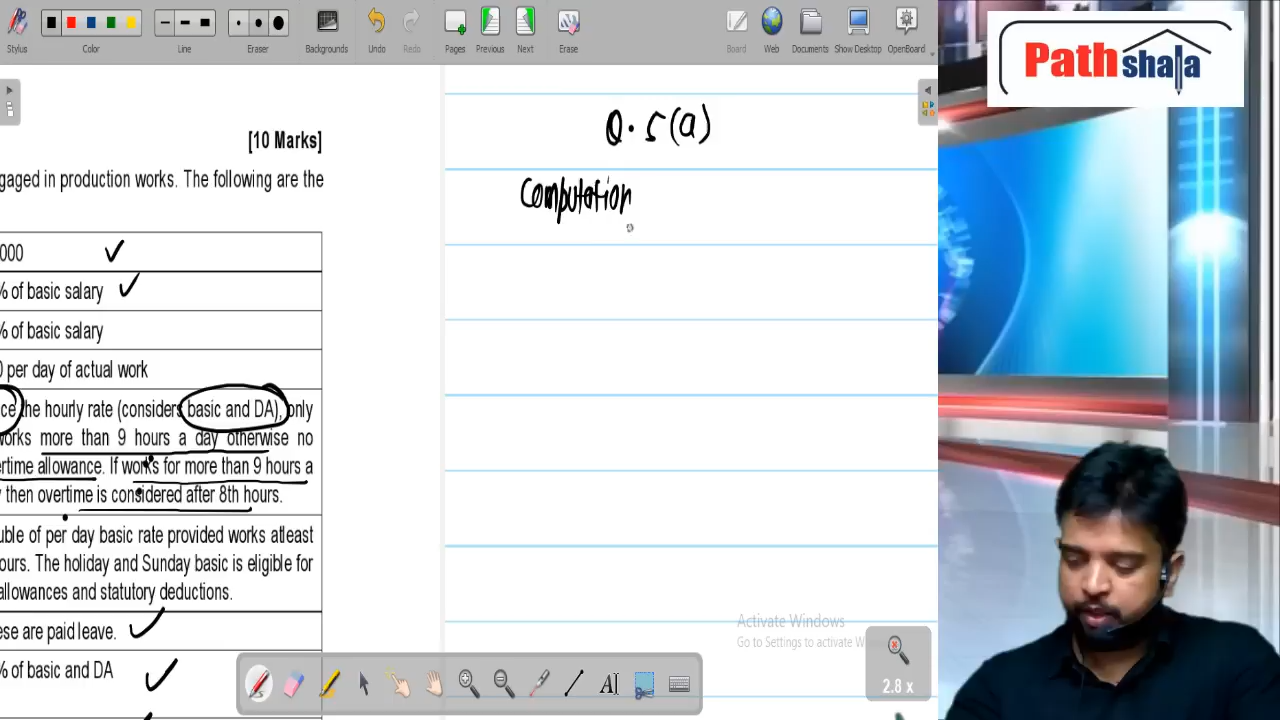 Stylus
Color
Line
Eraser
Backgrounds
Undo
Redo
Pages
Previous
Next
Erase
Board
Web
Documents
Show Desktop
OpenBoard
Path shala
[10 Marks]
gaged in production works. The following are the
000
% of basic salary
% of basic salary
0 per day of actual work
ce the hourly rate (considers basic and DA), only
works more than 9 hours a day otherwise no
ertime allowance. If works for more than 9 hours a
y then overtime is considered after 8th hours.
uble of per day basic rate provided works atleast
ours. The holiday and Sunday basic is eligible for
allowances and statutory deductions.
ese are paid leave.
% of basic and DA
Q. 5(a)
Computation
Activate Windows
Go to Settings to activate W
2.8 x